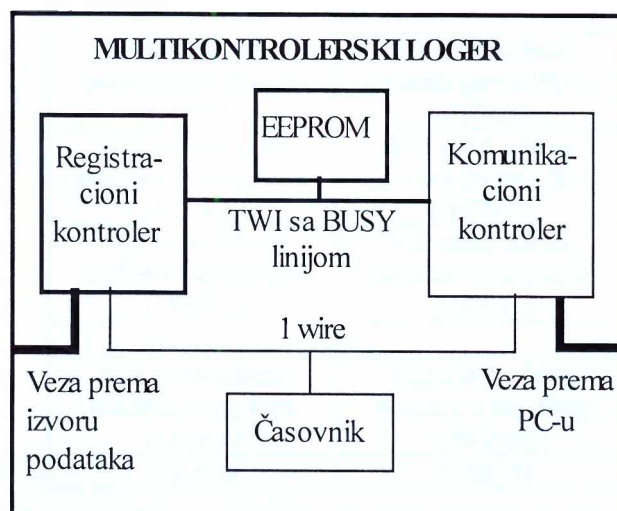 MULTIKONTROLERSKI LOGER
EEPROM
Registra-
cioni
kontroler
Komunika-
cioni
kontroler
TWI sa BUSY
linijom
1 wire
Veza prema
izvoru
podataka
Časovnik
Veza prema
PC-u